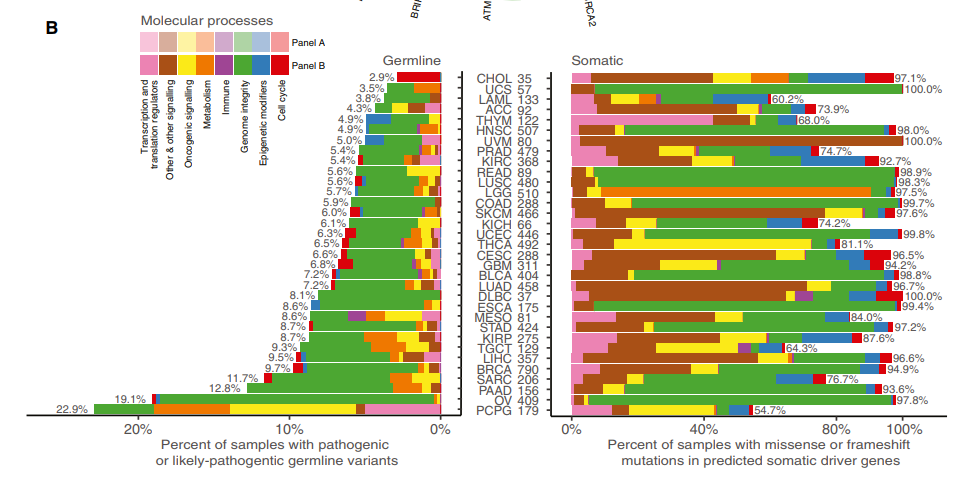 ATM
B
Molecular processes
Panel A
Panel B
Transcription and
translation regulators
Other & other signalling
Oncogenic signalling
Metabolism
Immune
Genome integrity
Epigenetic modifiers
Cell cycle
Germline
Somatic
2.9% CHOL 35 97.1%
3.5% UCS 57 100.0%
3.8% LAML 133 60.2%
4.3% ACC 92 73.9%
4.9% THYM 122 68.0%
4.9% HNSC 507 98.0%
5.0% UVM 80 100.0%
5.4% PRAD 479 74.7%
5.4% KIRC 368 92.7%
5.6% READ 89 98.9%
5.6% LUSC 480 98.3%
5.7% LGG 510 97.5%
5.9% COAD 288 99.7%
6.0% SKCM 466 97.6%
6.1% KICH 66 74.2%
6.3% UCEC 446 99.8%
6.5% THCA 492 81.1%
6.6% CESC 288 96.5%
6.8% GBM 311 94.2%
7.2% BLCA 404 98.8%
7.2% LUAD 458 96.7%
8.1% DLBC 37 100.0%
8.6% ESCA 175 99.4%
8.6% MESO 81 84.0%
8.7% STAD 424 97.2%
8.7% KIRP 275 87.6%
9.3% TGCT 129 64.3%
9.5% LIHC 357 96.6%
9.7% BRCA 790 94.9%
11.7% SARC 206 76.7%
12.8% PAAD 156 93.6%
19.1% OV 409 97.8%
22.9% PCPG 179 54.7%
20% 10% 0%
0% 40% 80% 100%
Percent of samples with pathogenic
or likely-pathogentic germline variants
Percent of samples with missense or frameshift
mutations in predicted somatic driver genes